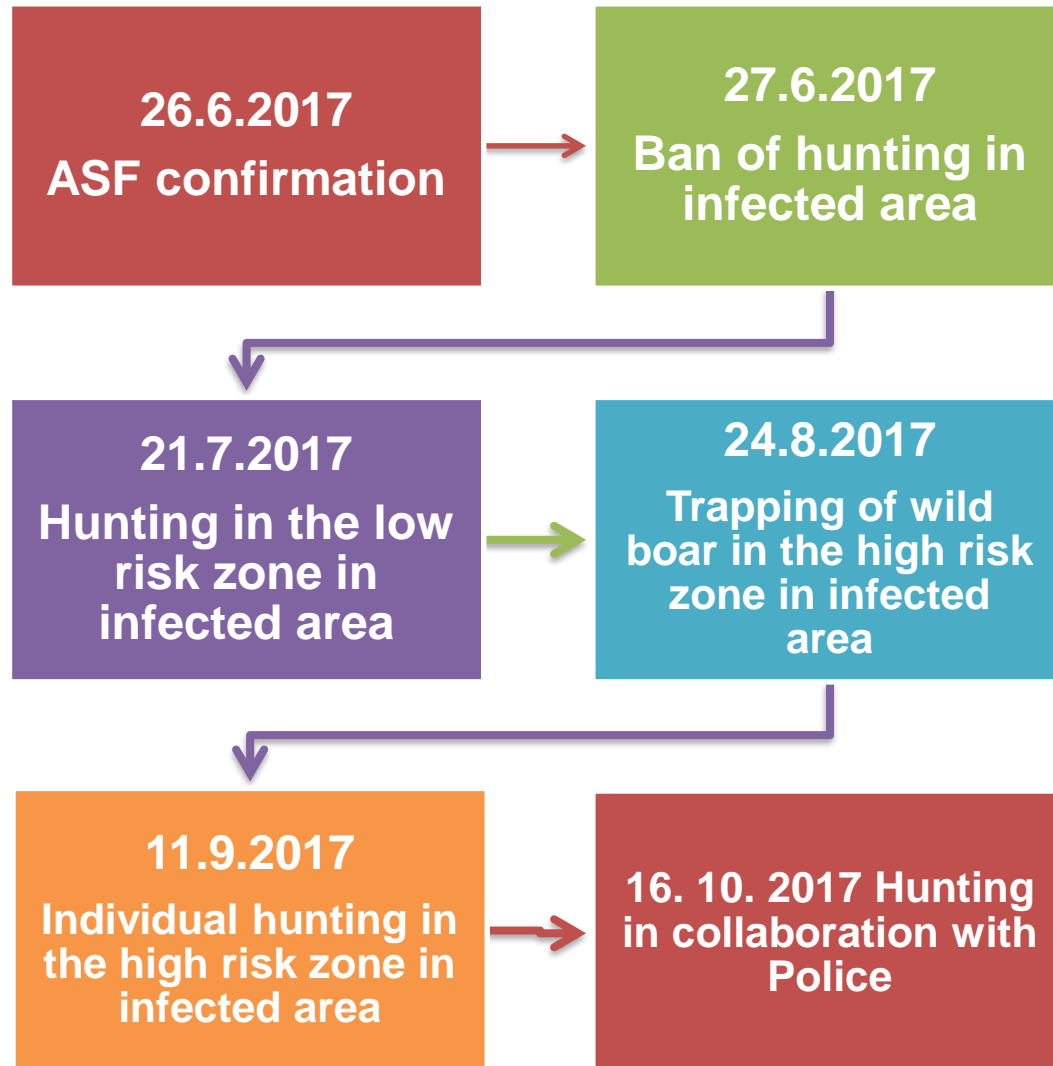 26.6.2017
ASF confirmation
27.6.2017
Ban of hunting in
infected area
21.7.2017
Hunting in the low
risk zone in
infected area
24.8.2017
Trapping of wild
boar in the high risk
zone in infected
area
11.9.2017
Individual hunting in
the high risk zone in
infected area
16. 10. 2017 Hunting
in collaboration with
Police